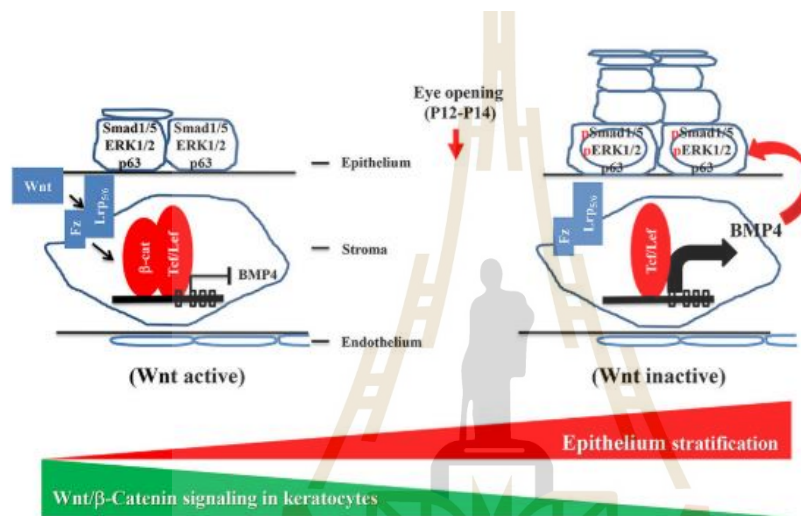 Eye opening
(P12-P14)
Smad1/5
ERK1/2
p63
Smad1/5
ERK1/2
p63
pSmad1/5
pERK1/2
p63
pSmad1/5
pERK1/2
p63
Epithelium
Wnt
Lrp5/6
Fz
β-cat
Tcf/Lef
BMP4
Stroma
Lrp5/6
Fz
Tcf/Lef
BMP4
Endothelium
(Wnt active)
(Wnt inactive)
Epithelium stratification
Wnt/β-Catenin signaling in keratocytes